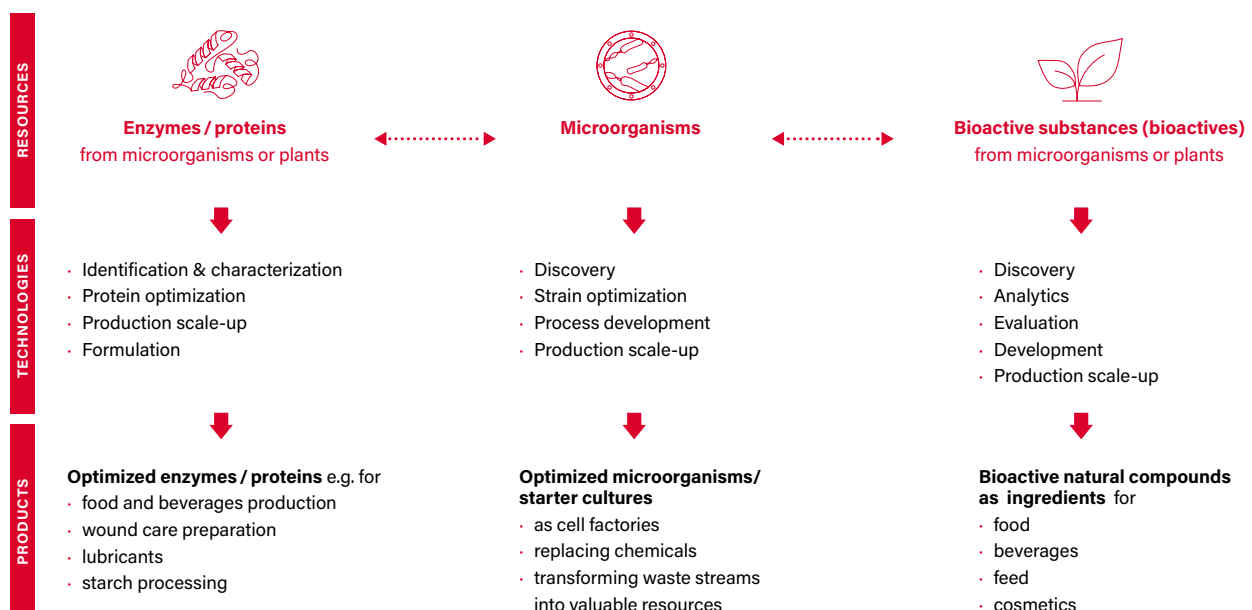 RESOURCES
Enzymes / proteins
from microorganisms or plants
Microorganisms
Bioactive substances (bioactives)
from microorganisms or plants
TECHNOLOGIES
· Identification & characterization
· Protein optimization
· Production scale-up
· Formulation
· Discovery
· Strain optimization
· Process development
· Production scale-up
· Discovery
· Analytics
· Evaluation
· Development
· Production scale-up
PRODUCTS
Optimized enzymes / proteins e.g. for
· food and beverages production
· wound care preparation
· lubricants
· starch processing
Optimized microorganisms/
starter cultures
· as cell factories
· replacing chemicals
· transforming waste streams
into valuable resources
Bioactive natural compounds
as ingredients for
· food
· beverages
· feed
· cosmetics